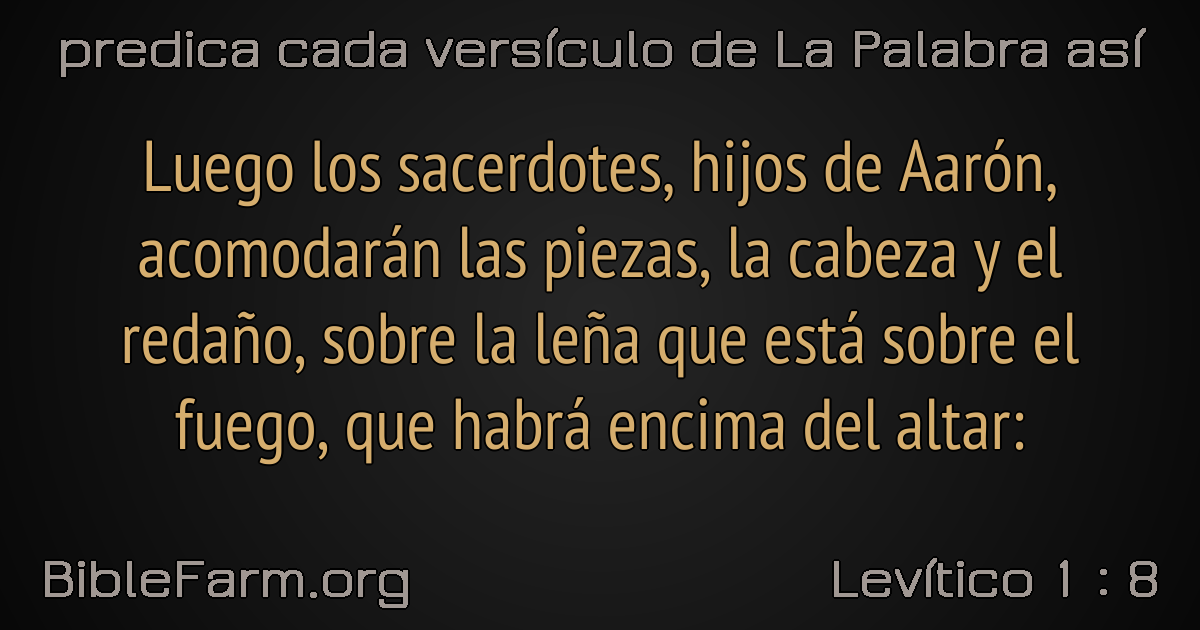 predica cada versículo de La Palabra así
Luego los sacerdotes, hijos de Aarón,
acomodarán las piezas, la cabeza y el
redaño, sobre la leña que está sobre el
fuego, que habrá encima del altar:
BibleFarm.org
Levítico 1 : 8